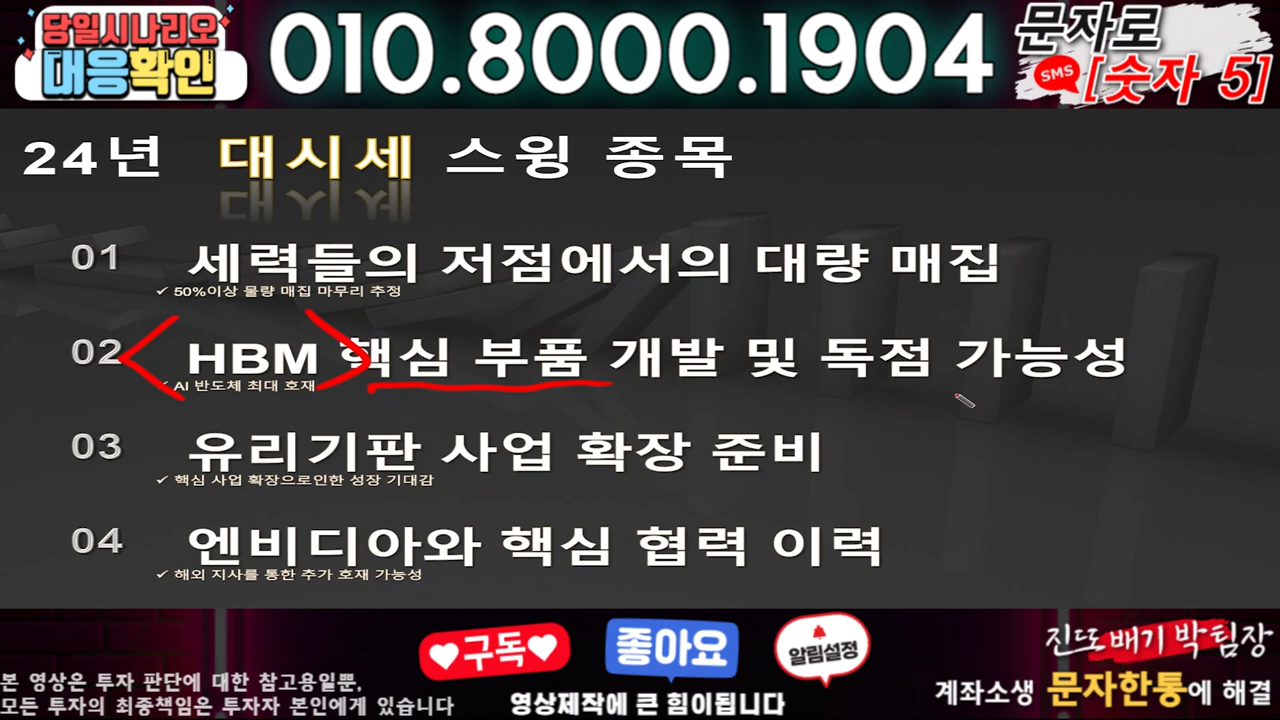 당일시나리오
대응확인
010.8000.1904
문자로
SMS
[숫자 5]
24년 대시세 스윙 종목
01 세력들의 저점에서의 대량 매집
✓ 50%이상 물량 매집 마무리 추정
02 HBM 핵심 부품 개발 및 독점 가능성
✓ AI 반도체 최대 호재
03 유리기판 사업 확장 준비
✓ 핵심 사업 확장으로인한 성장 기대감
04 엔비디아와 핵심 협력 이력
✓ 해외 지사를 통한 추가 호재 가능성
구독
좋아요
알림설정
진또배기 박팀장
본 영상은 투자 판단에 대한 참고용일뿐,
모든 투자의 최종책임은 투자자 본인에게 있습니다
영상제작에 큰 힘이됩니다
계좌소생 문자한통에 해결